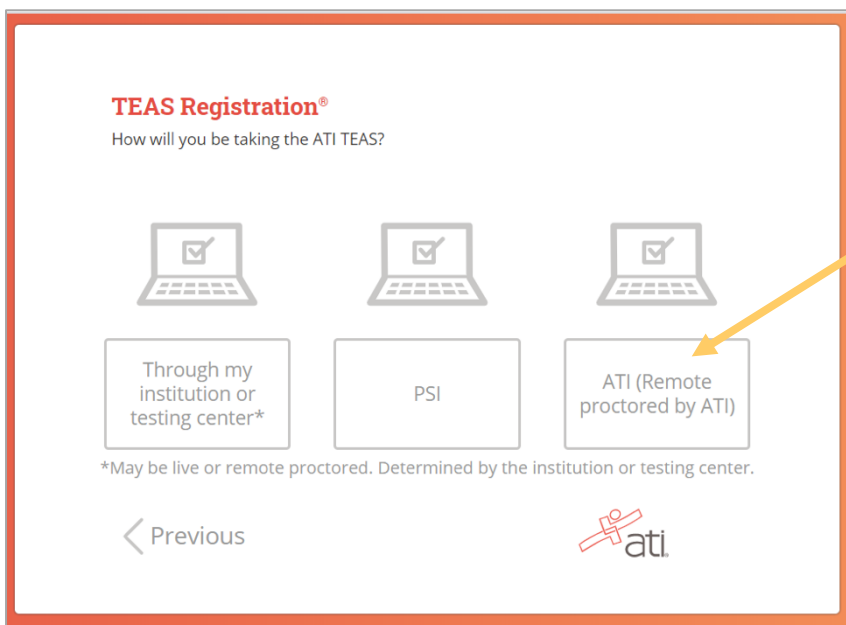 TEAS Registration®
How will you be taking the ATI TEAS?
Through my
institution or
testing center*
PSI
ATI (Remote
proctored by ATI)
*May be live or remote proctored. Determined by the institution or testing center.
Previous
ati